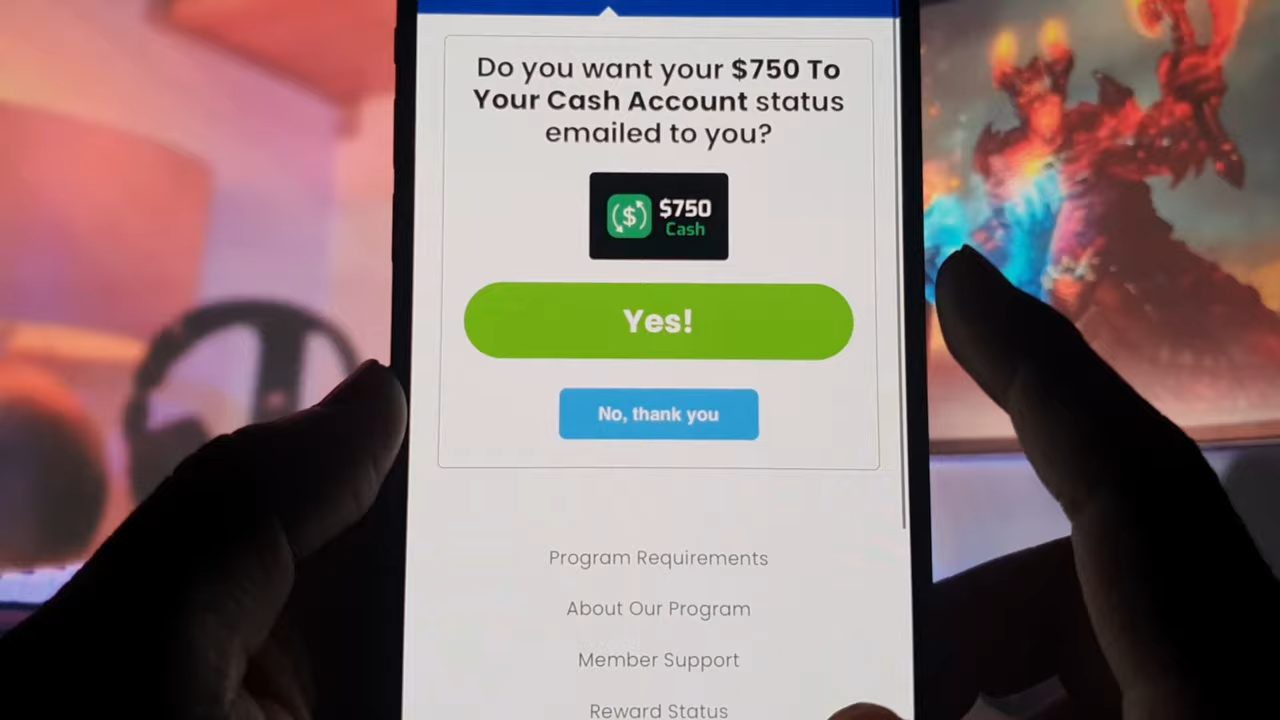 Do you want your $750 To
Your Cash Account status
emailed to you?
$750
Cash
Yes!
No, thank you
Program Requirements
About Our Program
Member Support
Reward Status